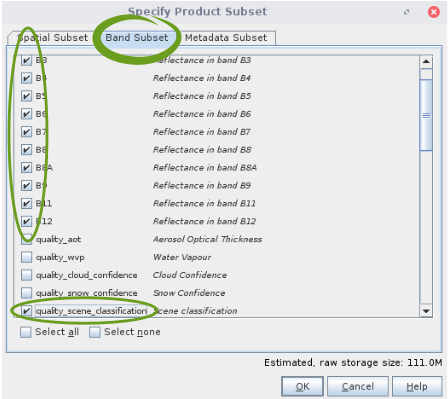 Specify Product Subset
Spatial Subset Band Subset Metadata Subset
B3 Reflectance in band B3
B4 Reflectance in band B4
B5 Reflectance in band B5
B6 Reflectance in band B6
B7 Reflectance in band B7
B8 Reflectance in band B8
B8A Reflectance in band B8A
B9 Reflectance in band B9
B11 Reflectance in band B11
B12 Reflectance in band B12
quality_aot Aerosol Optical Thickness
quality_wvp Water Vapour
quality_cloud_confidence Cloud Confidence
quality_snow_confidence Snow Confidence
quality_scene_classification Scene classification
Select all Select none
Estimated, raw storage size: 111.0M
OK Cancel Help